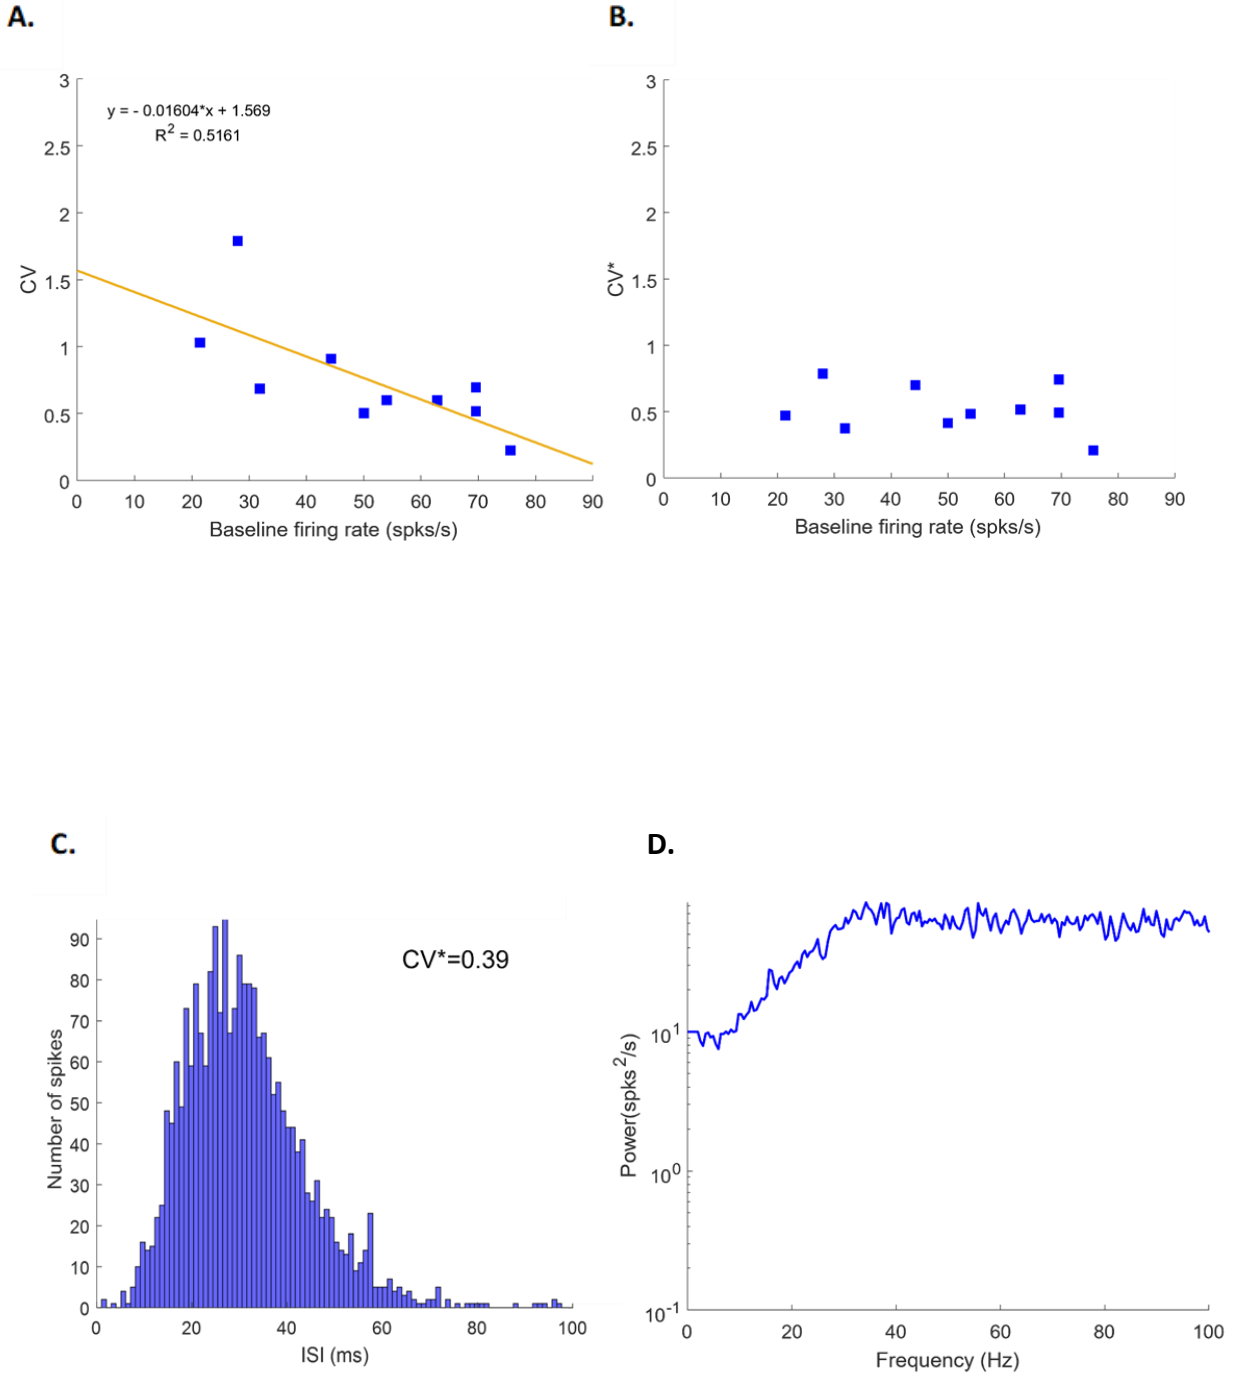 A.
B.
3
2.5
2
1.5
1
0.5
0
CV
y = - 0.01604*x + 1.569
R² = 0.5161
0 10 20 30 40 50 60 70 80 90
Baseline firing rate (spks/s)
3
2.5
2
1.5
1
0.5
0
CV*
0 10 20 30 40 50 60 70 80 90
Baseline firing rate (spks/s)
C.
D.
90
80
70
60
50
40
30
20
10
0
Number of spikes
CV*=0.39
0 20 40 60 80 100
ISI (ms)
10¹
10⁰
10⁻¹
Power(spks²/s)
0 20 40 60 80 100
Frequency (Hz)